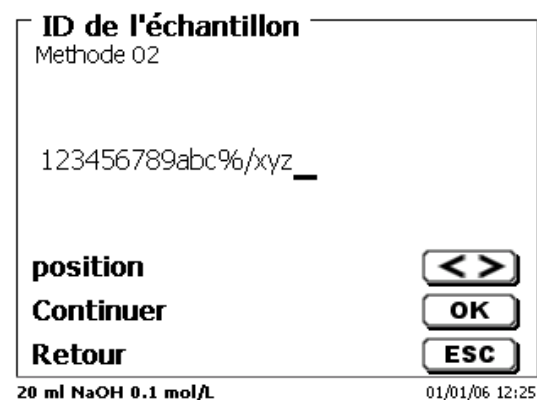 ID de l'échantillon
Methode 02
123456789abc%/xyz_
position < >
Continuer OK
Retour ESC
20 ml NaOH 0.1 mol/L 01/01/06 12:25